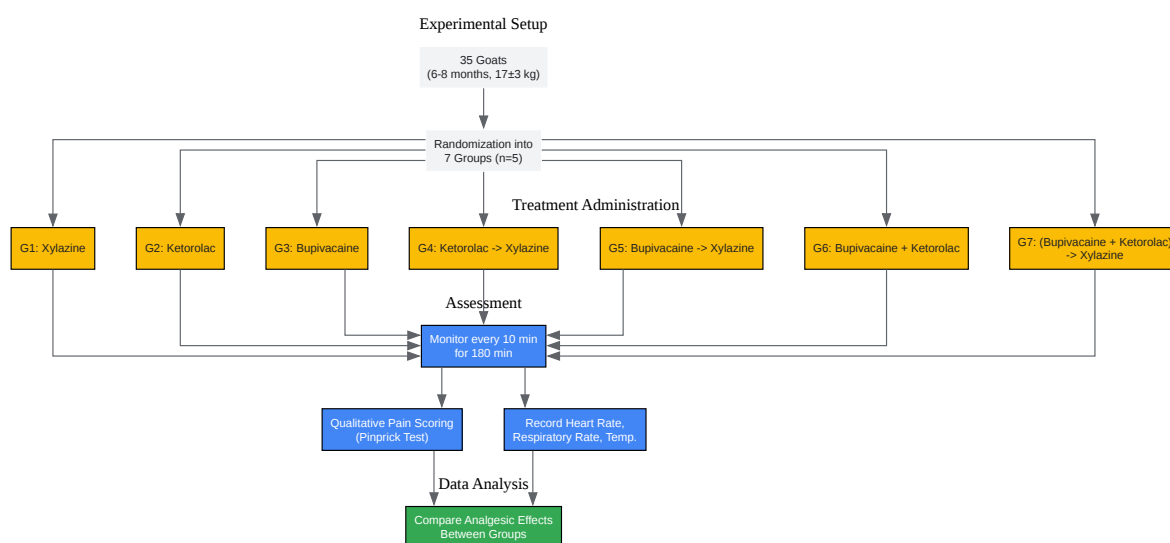 Experimental Setup
35 Goats
(6-8 months, 17±3 kg)
Randomization into
7 Groups (n=5)
Treatment Administration
G1: Xylazine
G2: Ketorolac
G3: Bupivacaine
G4: Ketorolac -> Xylazine
G5: Bupivacaine -> Xylazine
G6: Bupivacaine + Ketorolac
G7: (Bupivacaine + Ketorolac)
-> Xylazine
Assessment
Monitor every 10 min
for 180 min
Qualitative Pain Scoring
(Pinprick Test)
Record Heart Rate,
Respiratory Rate, Temp.
Data Analysis
Compare Analgesic Effects
Between Groups